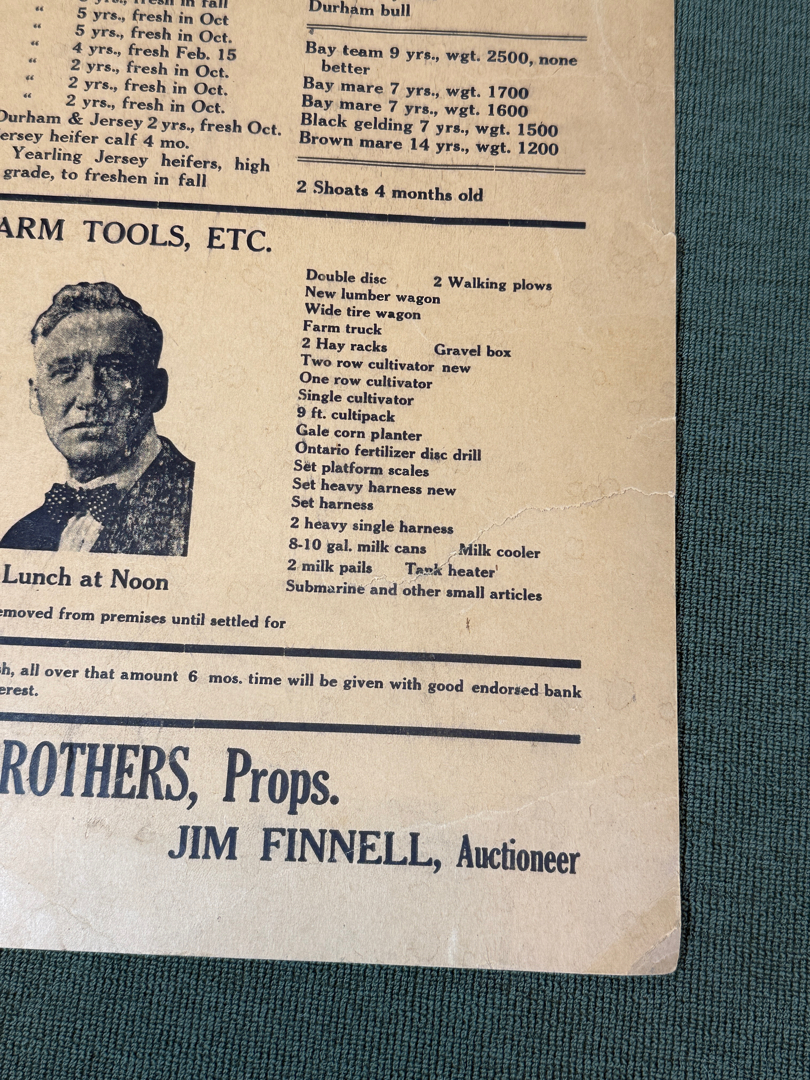 yrs., fresh in fall
“ 5 yrs., fresh in Oct
“ 5 yrs., fresh in Oct.
“ 4 yrs., fresh Feb. 15
“ 2 yrs., fresh in Oct.
“ 2 yrs., fresh in Oct.
“ 2 yrs., fresh in Oct.
Durham & Jersey 2 yrs., fresh Oct.
ersey heifer calf 4 mo.
Yearling Jersey heifers, high
grade, to freshen in fall
Durham bull
Bay team 9 yrs., wgt. 2500, none
better
Bay mare 7 yrs., wgt. 1700
Bay mare 7 yrs., wgt. 1600
Black gelding 7 yrs., wgt. 1500
Brown mare 14 yrs., wgt. 1200
2 Shoats 4 months old
ARM TOOLS, ETC.
Double disc 2 Walking plows
New lumber wagon
Wide tire wagon
Farm truck
2 Hay racks Gravel box
Two row cultivator new
One row cultivator
Single cultivator
9 ft. cultipack
Gale corn planter
Ontario fertilizer disc drill
Set platform scales
Set heavy harness new
Set harness
2 heavy single harness
8-10 gal. milk cans Milk cooler
2 milk pails Tank heater
Submarine and other small articles
Lunch at Noon
emoved from premises until settled for
sh, all over that amount 6 mos. time will be given with good endorsed bank
erest.
ROTHERS, Props.
JIM FINNELL, Auctioneer